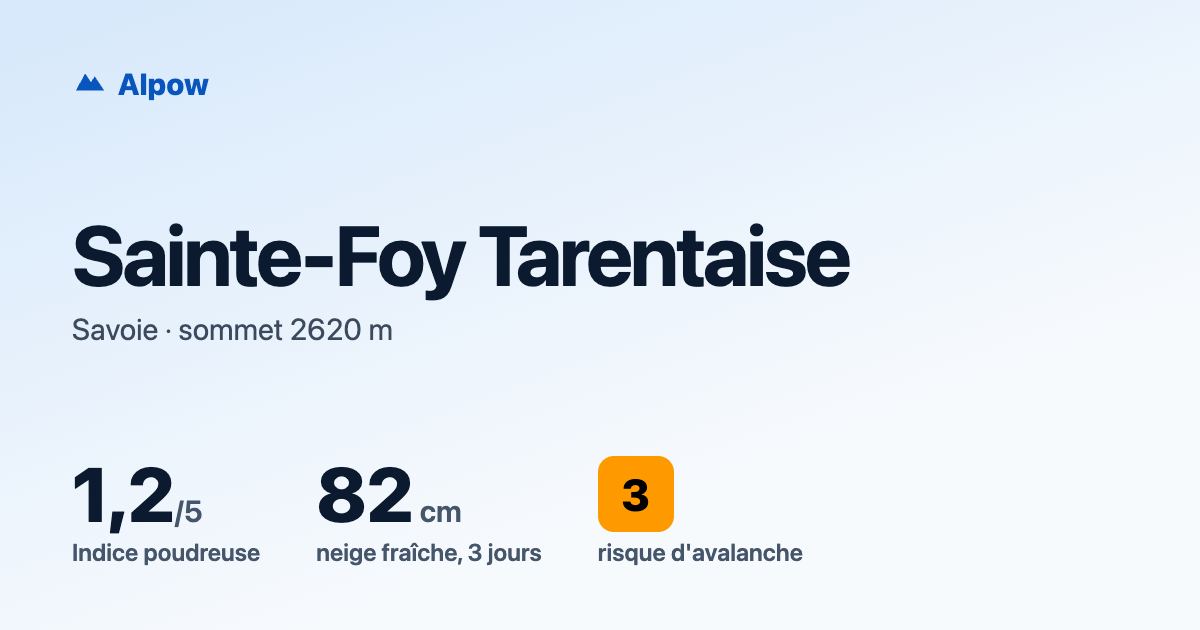 Alpow
Sainte-Foy Tarentaise
Savoie · sommet 2620 m
1,2/5
Indice poudreuse
82 cm
neige fraîche, 3 jours
3
risque d'avalanche